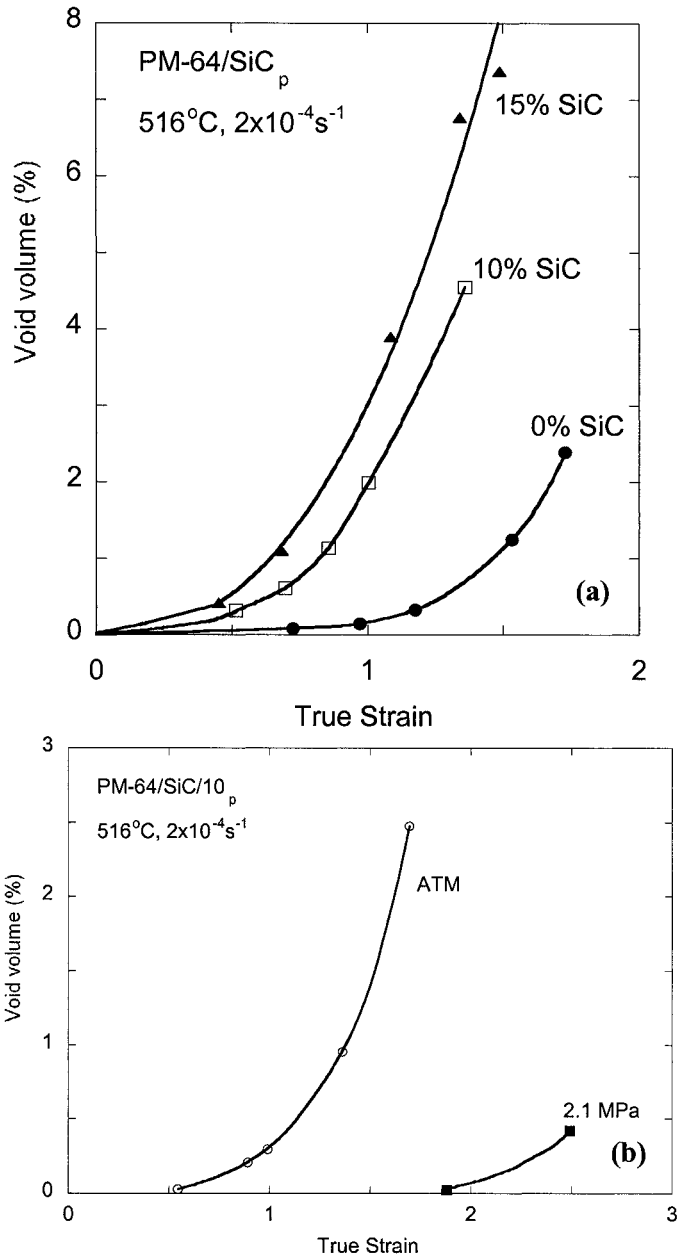 8
PM-64/SiCp
516°C, 2x10⁻⁴s⁻¹
15% SiC
6
10% SiC
4
0% SiC
2
(a)
0
0 1 2
Void volume (%)
True Strain
3
PM-64/SiC/10p
516°C, 2x10⁻⁴s⁻¹
ATM
2
1
2.1 MPa
(b)
0
0 1 2 3
Void volume (%)
True Strain